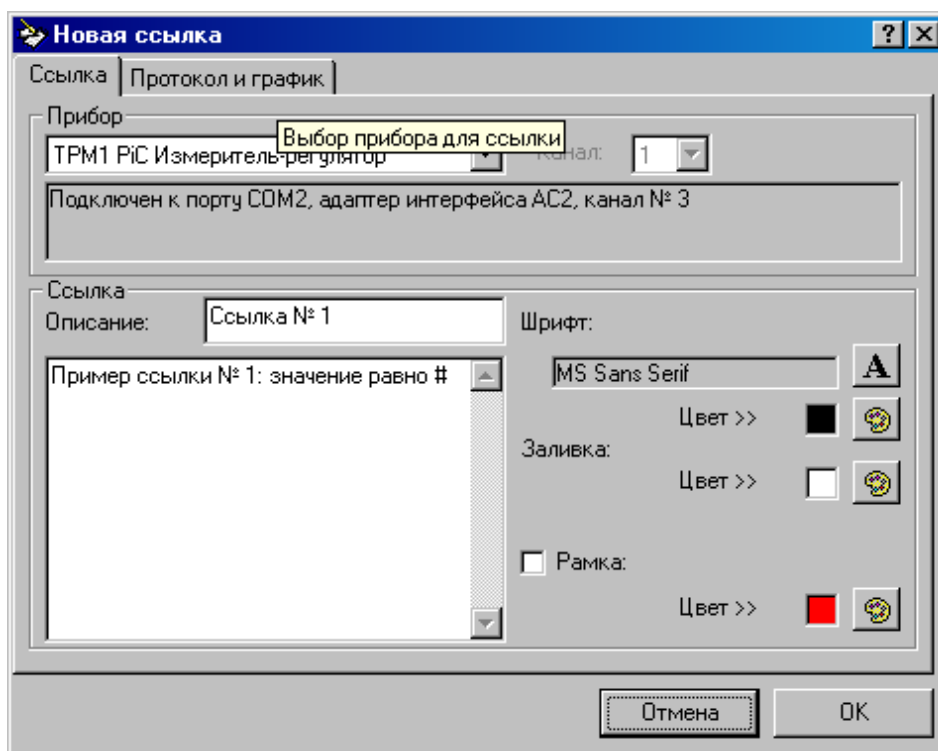 Новая ссылка
Ссылка Протокол и график
Прибор
Выбор прибора для ссылки
ТРМ1 PiC Измеритель-регулятор Канал: 1
Подключен к порту COM2, адаптер интерфейса АС2, канал № 3
Ссылка
Описание: Ссылка № 1 Шрифт:
Пример ссылки № 1: значение равно # MS Sans Serif A
Цвет >>
Заливка:
Цвет >>
Рамка:
Цвет >>
Отмена OK